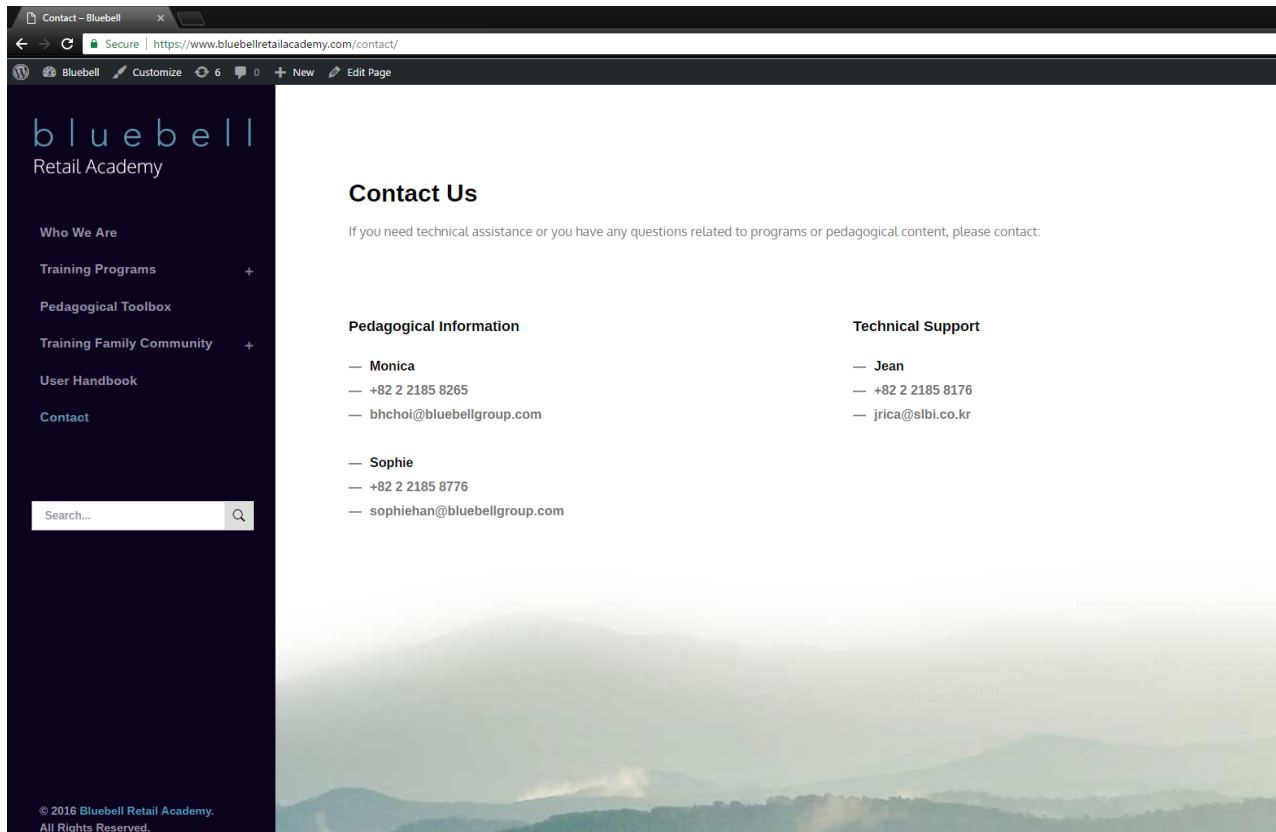 Contact – Bluebell
Secure | https://www.bluebellretailacademy.com/contact/
Bluebell Customize 6 0 + New Edit Page
bluebell
Retail Academy
Who We Are
Training Programs +
Pedagogical Toolbox
Training Family Community +
User Handbook
Contact
Search...
© 2016 Bluebell Retail Academy.
All Rights Reserved.
Contact Us
If you need technical assistance or you have any questions related to programs or pedagogical content, please contact:
Pedagogical Information
— Monica
— +82 2 2185 8265
— bhchoi@bluebellgroup.com
— Sophie
— +82 2 2185 8776
— sophiehan@bluebellgroup.com
Technical Support
— Jean
— +82 2 2185 8176
— jrica@slbi.co.kr